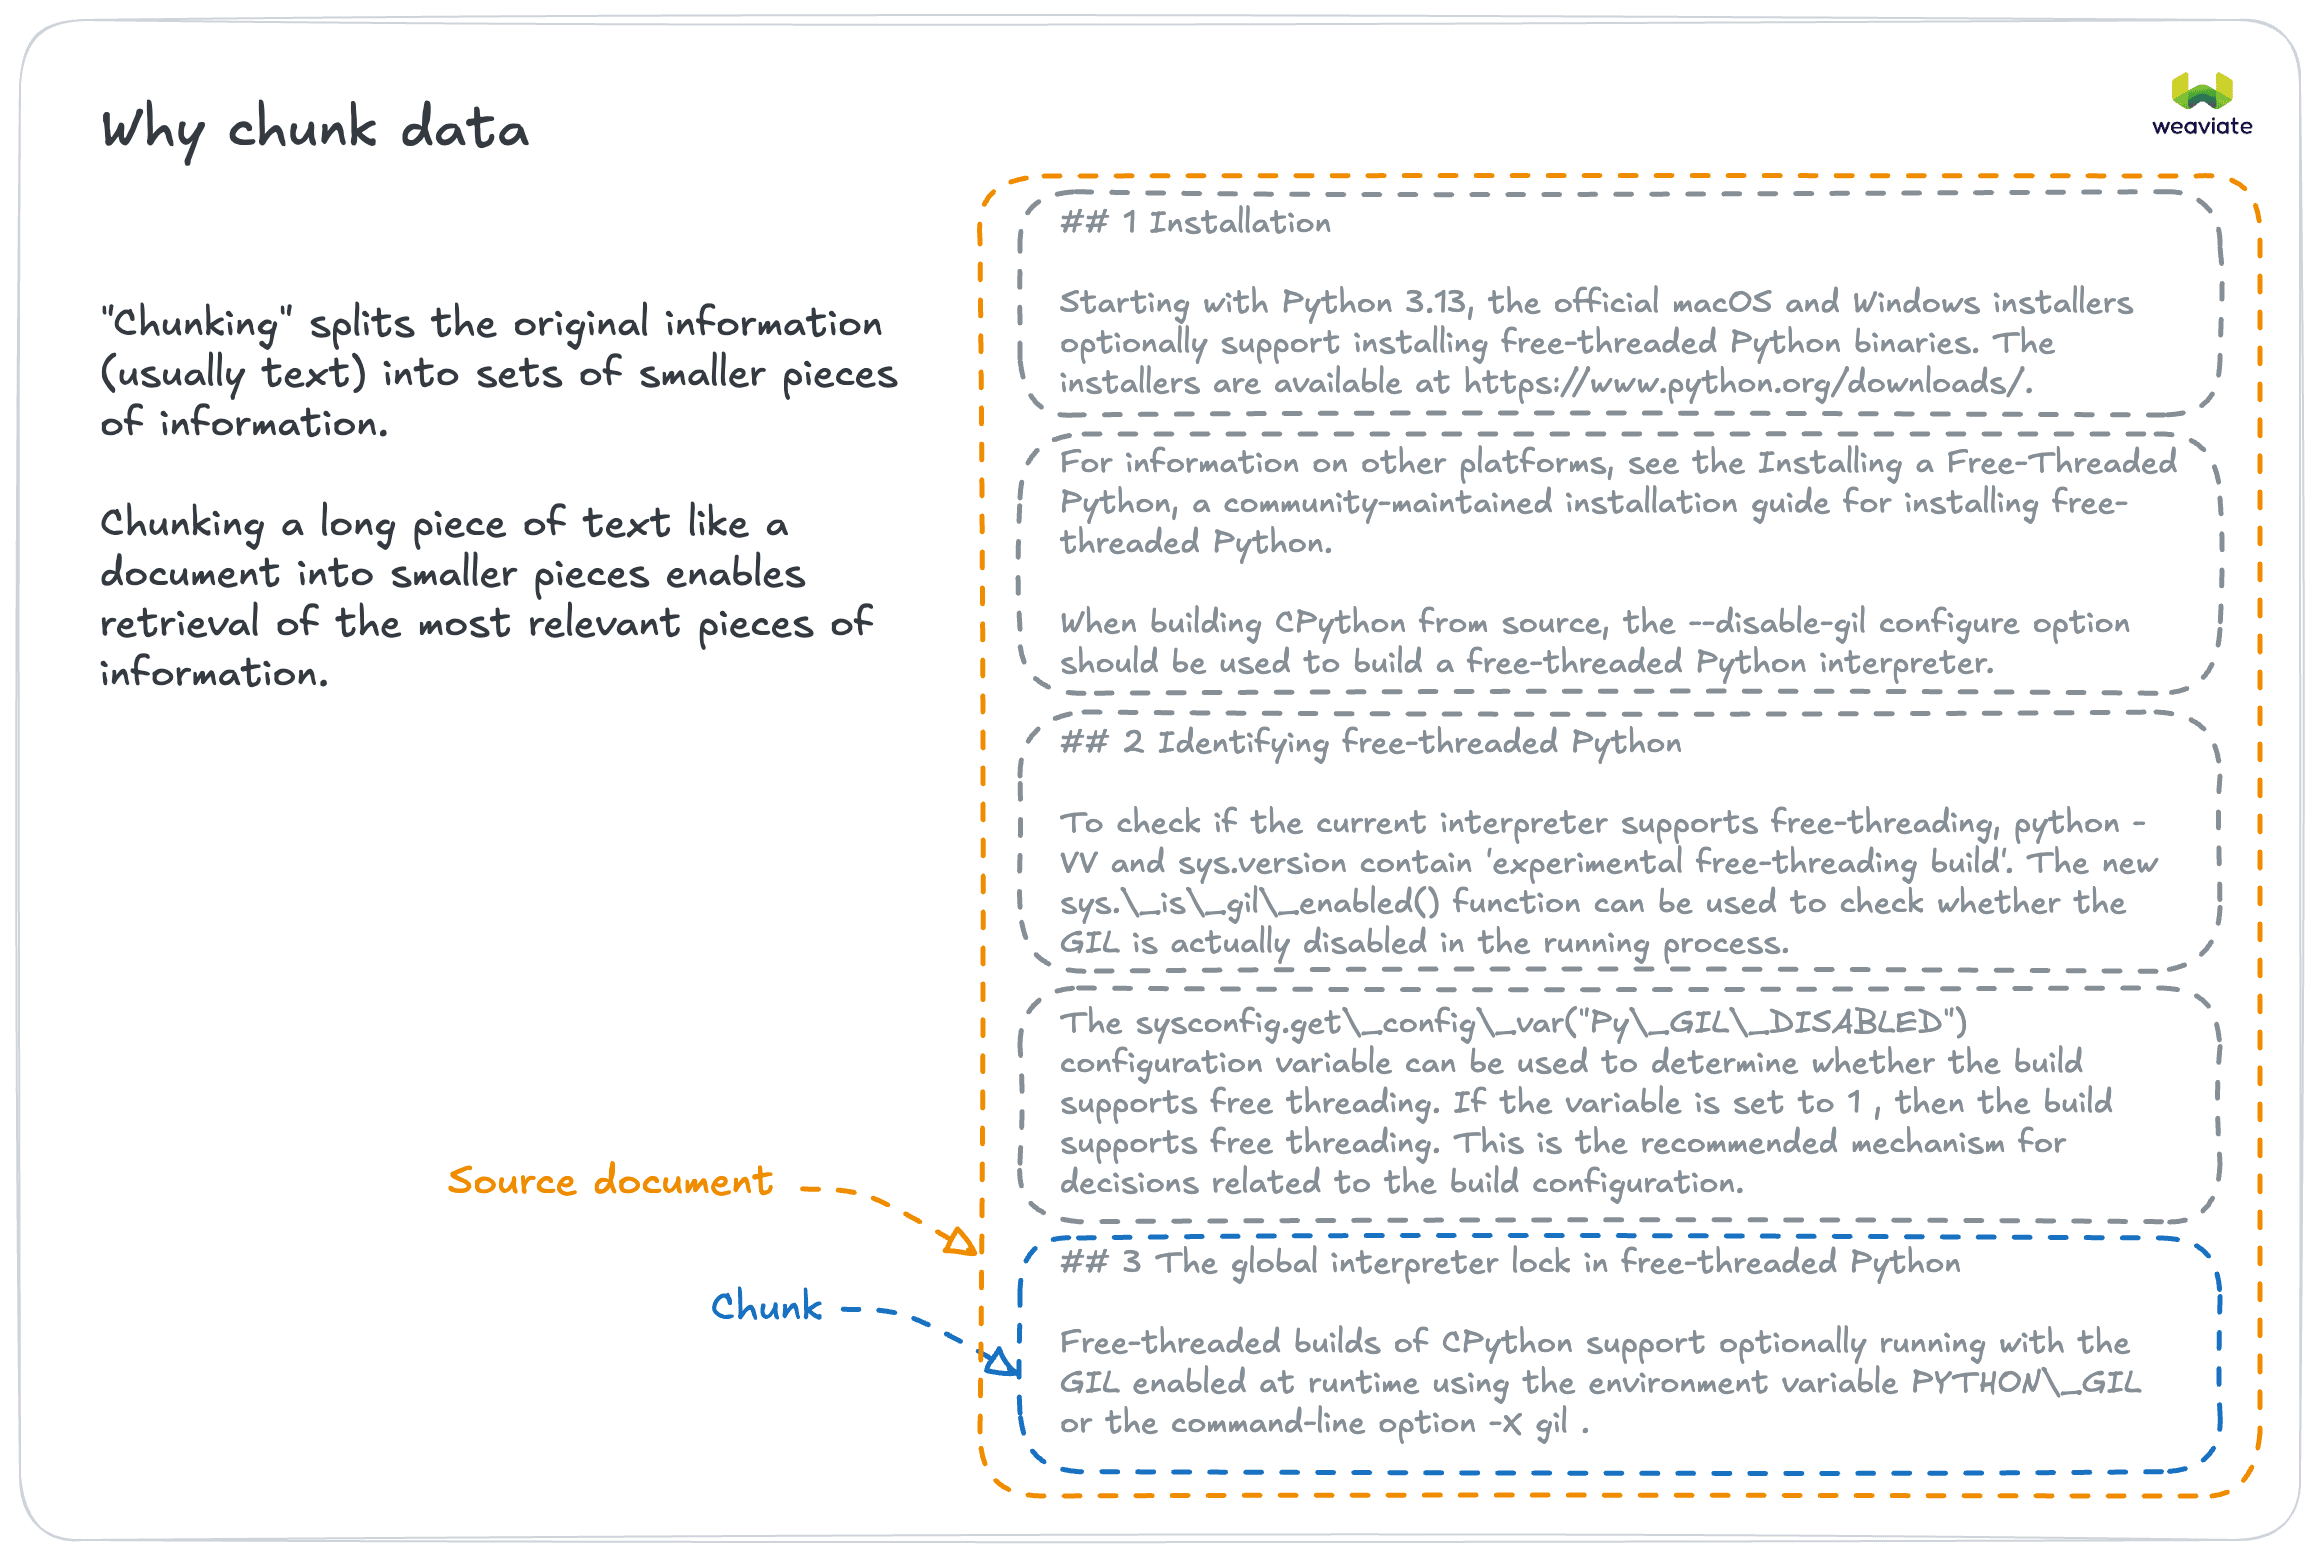 Why chunk data
weaviate
"Chunking" splits the original information
(usually text) into sets of smaller pieces
of information.
Chunking a long piece of text like a
document into smaller pieces enables
retrieval of the most relevant pieces of
information.
Source document
Chunk
## 1 Installation
Starting with Python 3.13, the official macOS and Windows installers
optionally support installing free-threaded Python binaries. The
installers are available at https://www.python.org/downloads/.
For information on other platforms, see the Installing a Free-Threaded
Python, a community-maintained installation guide for installing free-
threaded Python.
When building CPython from source, the --disable-gil configure option
should be used to build a free-threaded Python interpreter.
## 2 Identifying free-threaded Python
To check if the current interpreter supports free-threading, python -
VV and sys.version contain 'experimental free-threading build'. The new
sys.\_is\_gil\_enabled() function can be used to check whether the
GIL is actually disabled in the running process.
The sysconfig.get\_config\_var("Py\_GIL\_DISABLED")
configuration variable can be used to determine whether the build
supports free threading. If the variable is set to 1 , then the build
supports free threading. This is the recommended mechanism for
decisions related to the build configuration.
## 3 The global interpreter lock in free-threaded Python
Free-threaded builds of CPython support optionally running with the
GIL enabled at runtime using the environment variable PYTHON\_GIL
or the command-line option -X gil .